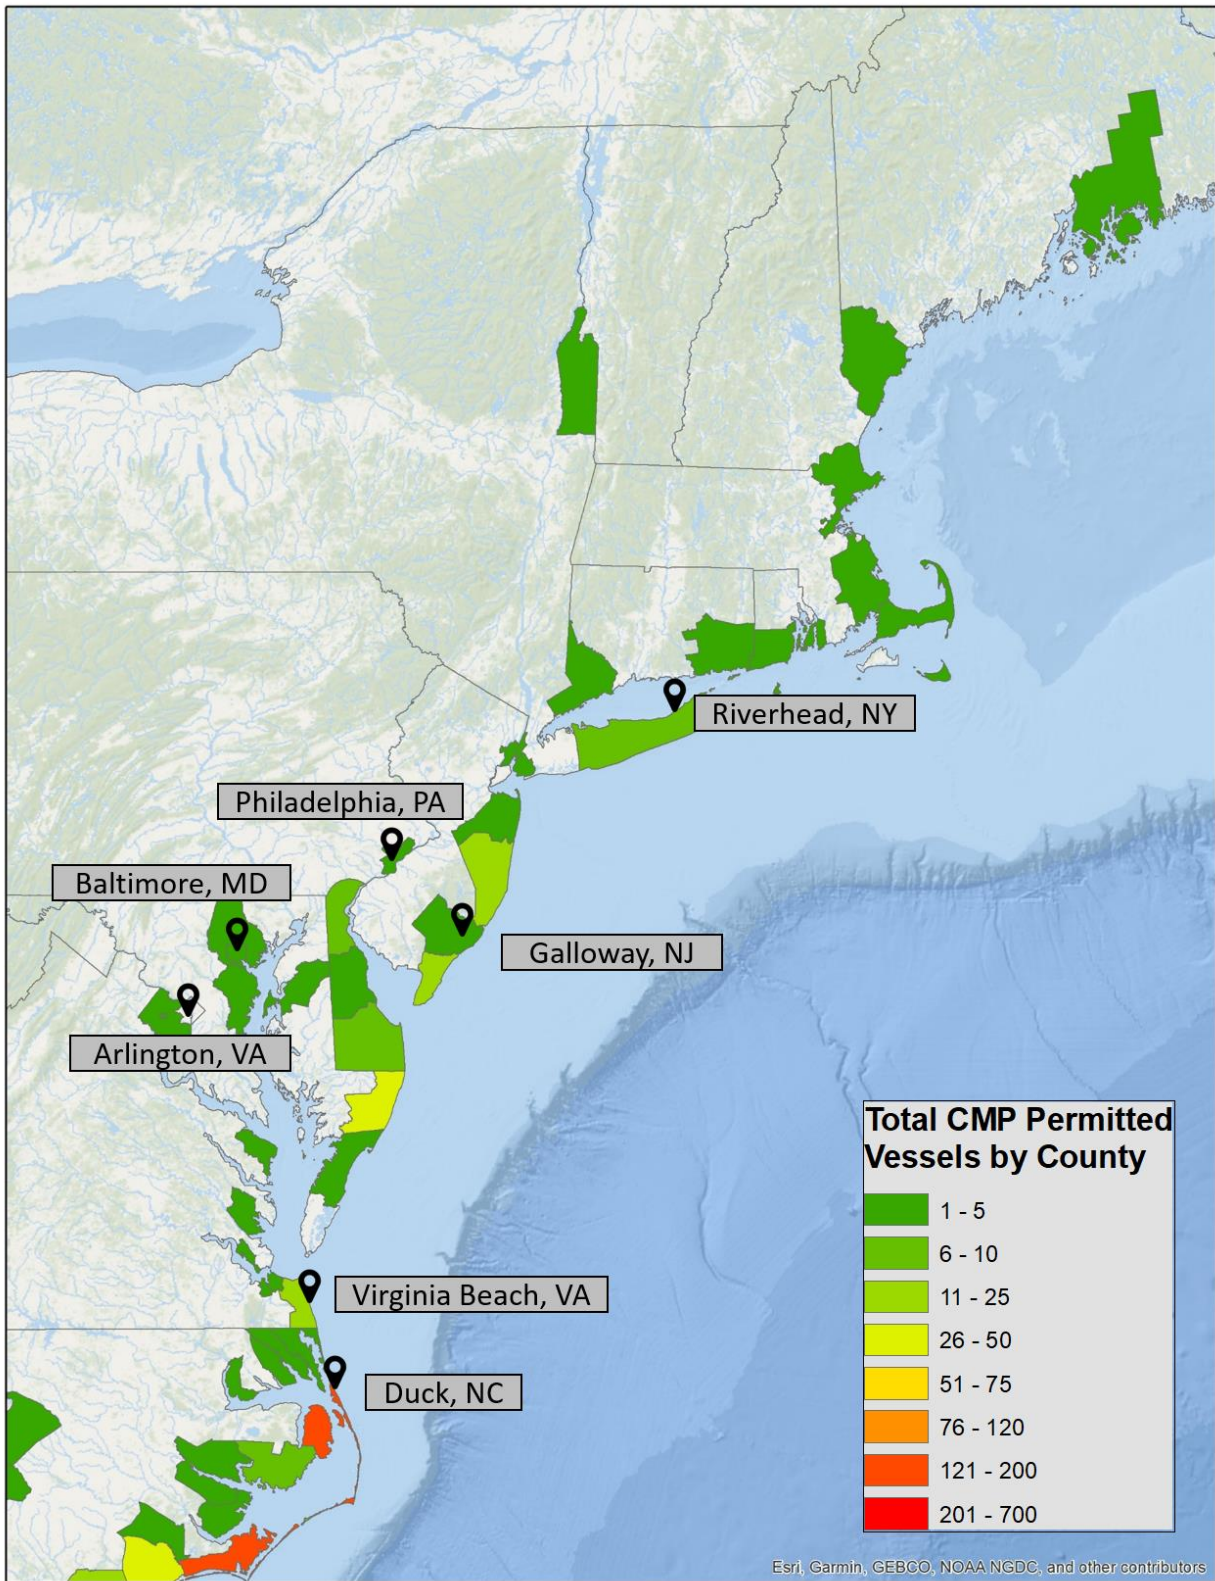 Riverhead, NY
Philadelphia, PA
Baltimore, MD
Galloway, NJ
Arlington, VA
Total CMP Permitted
Vessels by County
1 - 5
6 - 10
11 - 25
26 - 50
51 - 75
76 - 120
121 - 200
201 - 700
Virginia Beach, VA
Duck, NC
Esri, Garmin, GEBCO, NOAA NGDC, and other contributors